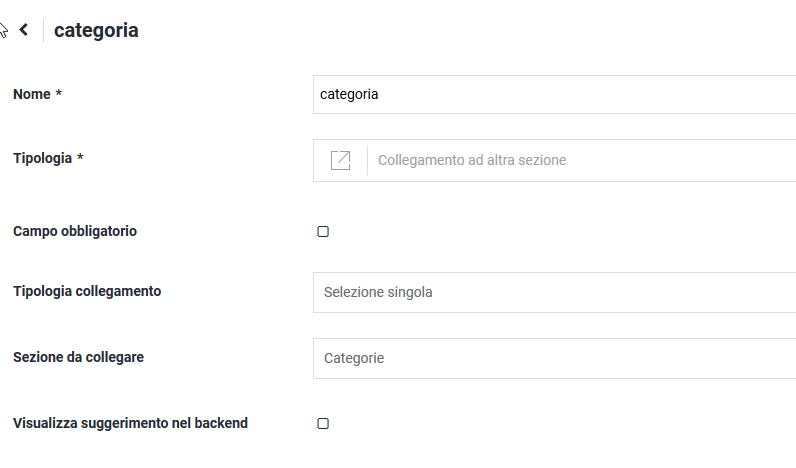 categoria
Nome *
categoria
Tipologia *
Collegamento ad altra sezione
Campo obbligatorio
Tipologia collegamento
Selezione singola
Sezione da collegare
Categorie
Visualizza suggerimento nel backend